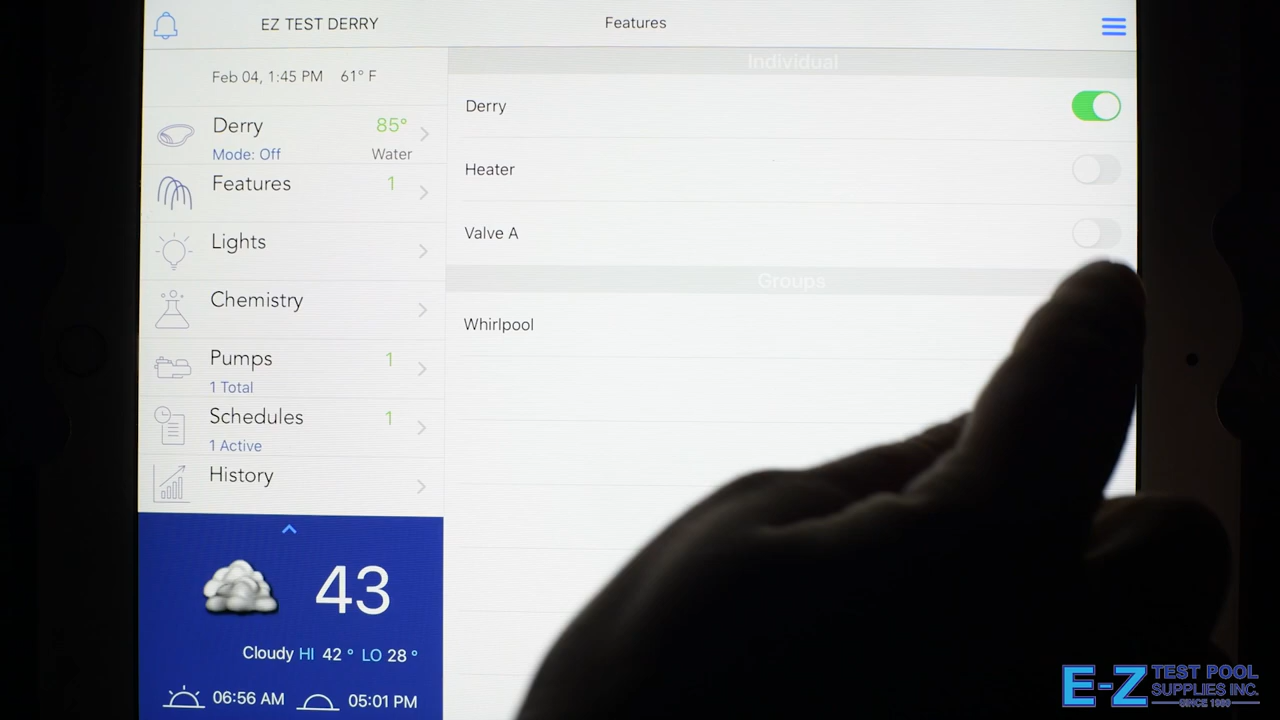 EZ TEST DERRY
Features
Feb 04, 1:45 PM 61° F
Derry 85°
Mode: Off Water
Features 1
Lights
Chemistry
Pumps 1
1 Total
Schedules 1
1 Active
History
43
Cloudy HI 42 ° LO 28 °
06:56 AM 05:01 PM
Individual
Derry
Heater
Valve A
Groups
Whirlpool
E-Z TEST POOL
SUPPLIES INC.
SINCE 1980